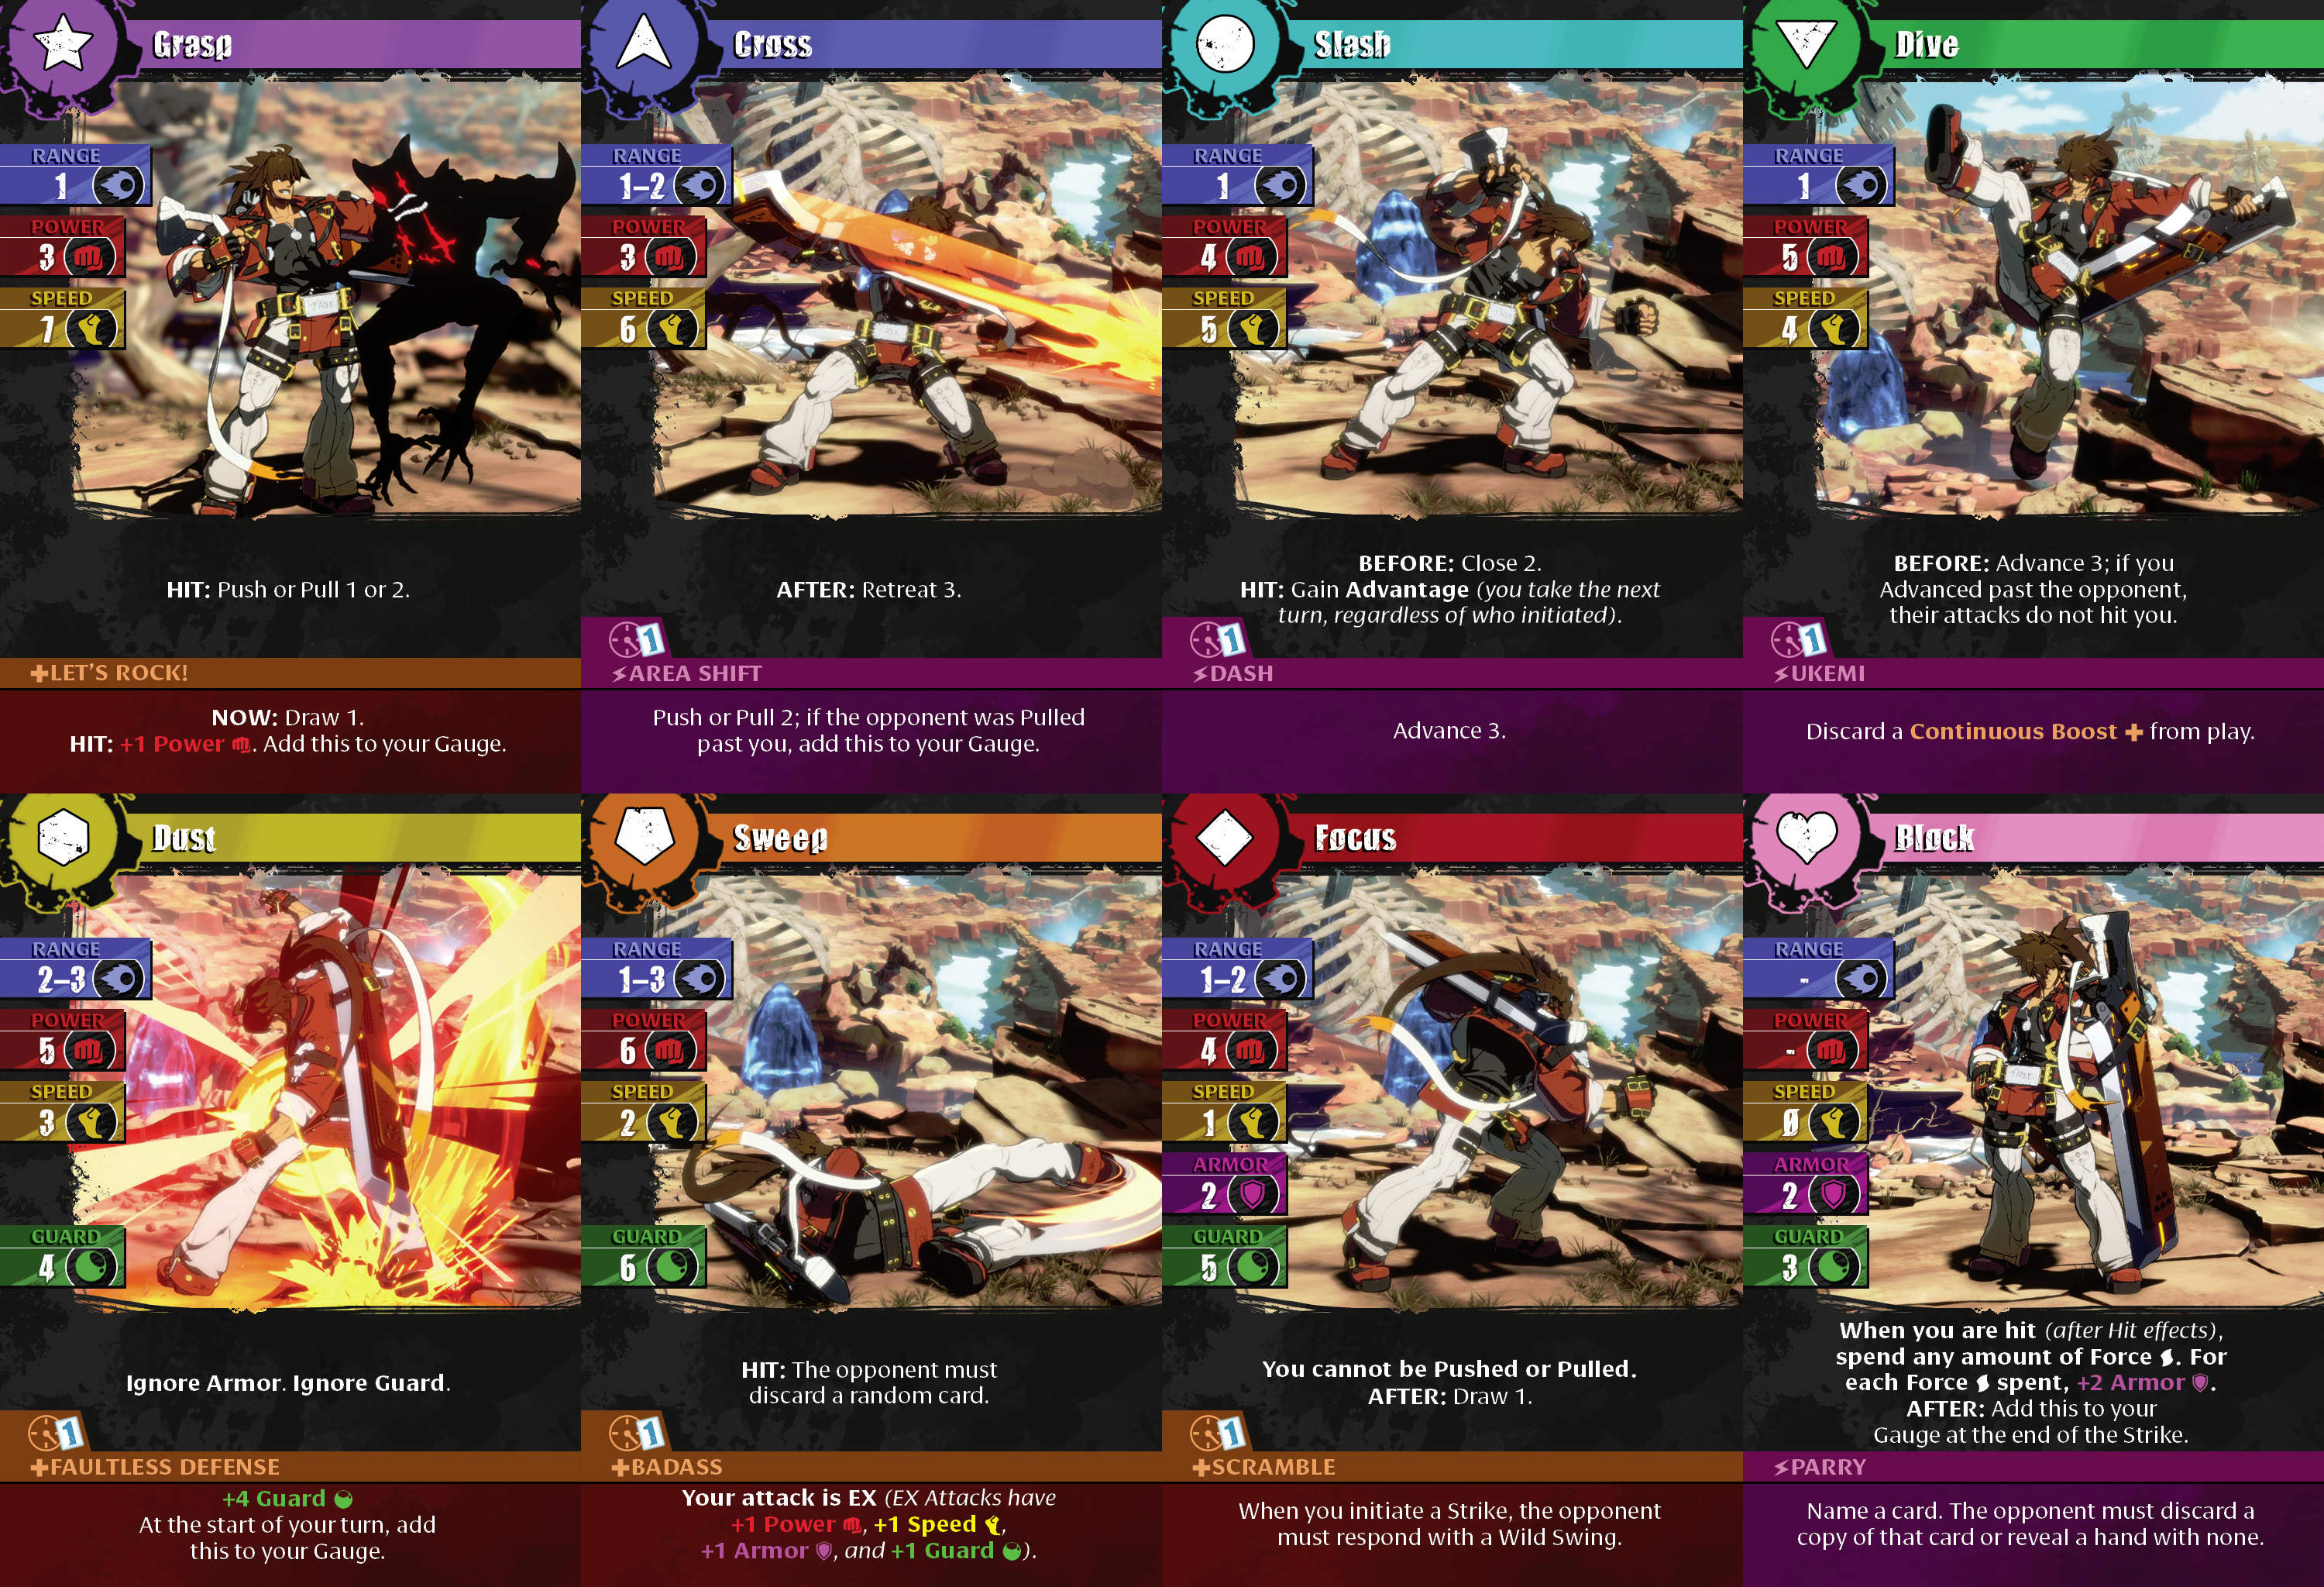 Grasp
RANGE
1
POWER
3
SPEED
7
HIT: Push or Pull 1 or 2.
LET'S ROCK!
NOW: Draw 1.
HIT: +1 Power. Add this to your Gauge.
Cross
RANGE
1–2
POWER
3
SPEED
6
AFTER: Retreat 3.
1
AREA SHIFT
Push or Pull 2; if the opponent was Pulled
past you, add this to your Gauge.
Slash
RANGE
1
POWER
4
SPEED
5
BEFORE: Close 2.
HIT: Gain Advantage (you take the next
turn, regardless of who initiated).
1
DASH
Advance 3.
Dive
RANGE
1
POWER
5
SPEED
4
BEFORE: Advance 3; if you
Advanced past the opponent,
their attacks do not hit you.
1
UKEMI
Discard a Continuous Boost + from play.
Dust
RANGE
2–3
POWER
5
SPEED
3
GUARD
4
Ignore Armor. Ignore Guard.
1
FAULTLESS DEFENSE
+4 Guard
At the start of your turn, add
this to your Gauge.
Sweep
RANGE
1–3
POWER
6
SPEED
2
GUARD
6
HIT: The opponent must
discard a random card.
1
BADASS
Your attack is EX (EX Attacks have
+1 Power, +1 Speed,
+1 Armor, and +1 Guard).
Focus
RANGE
1–2
POWER
4
SPEED
1
ARMOR
2
GUARD
5
You cannot be Pushed or Pulled.
AFTER: Draw 1.
1
SCRAMBLE
When you initiate a Strike, the opponent
must respond with a Wild Swing.
Block
RANGE
-
POWER
-
SPEED
0
ARMOR
2
GUARD
3
When you are hit (after Hit effects),
spend any amount of Force. For
each Force spent, +2 Armor.
AFTER: Add this to your
Gauge at the end of the Strike.
PARRY
Name a card. The opponent must discard a
copy of that card or reveal a hand with none.